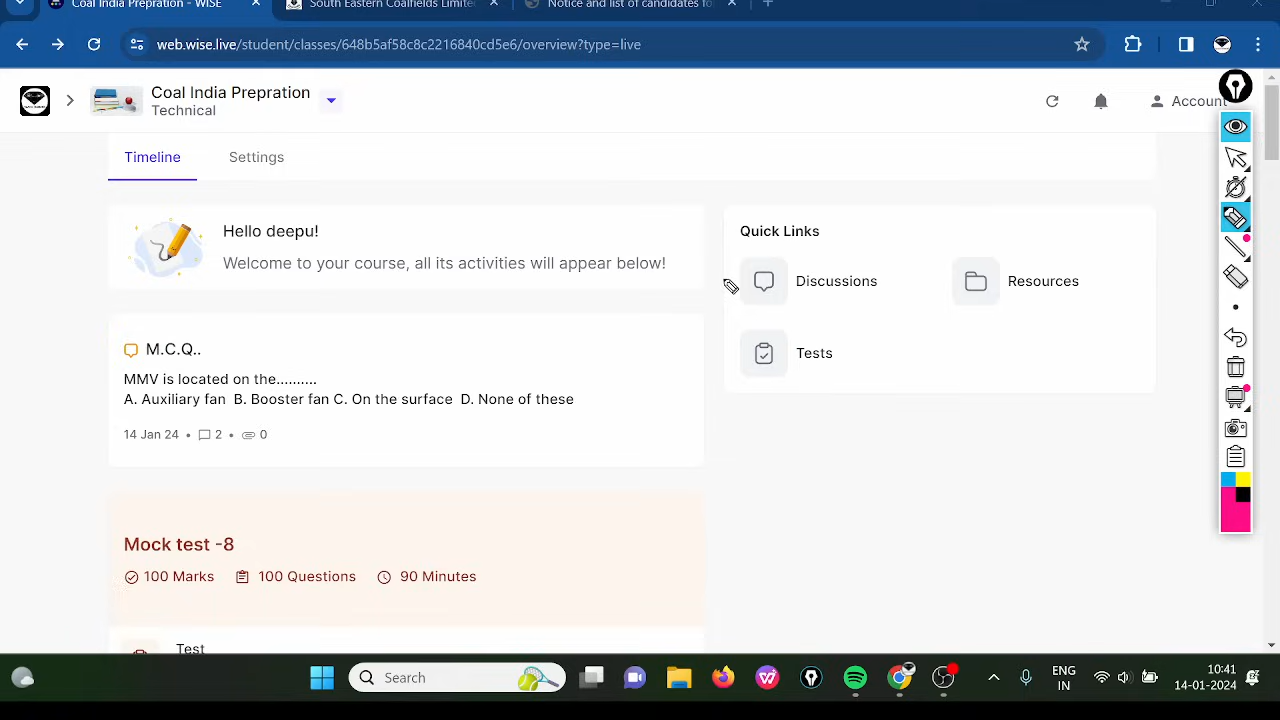 Coal India Prepration - WISE
South Eastern Coalfields Limite
Notice and list of candidates fo
web.wise.live/student/classes/648b5af58c8c2216840cd5e6/overview?type=live
Coal India Prepration
Technical
Account
Timeline
Settings
Hello deepu!
Welcome to your course, all its activities will appear below!
Quick Links
Discussions
Resources
Tests
M.C.Q..
MMV is located on the..........
A. Auxiliary fan B. Booster fan C. On the surface D. None of these
14 Jan 24 • 2 • 0
Mock test -8
100 Marks
100 Questions
90 Minutes
Test
Search
ENG
IN
10:41
14-01-2024